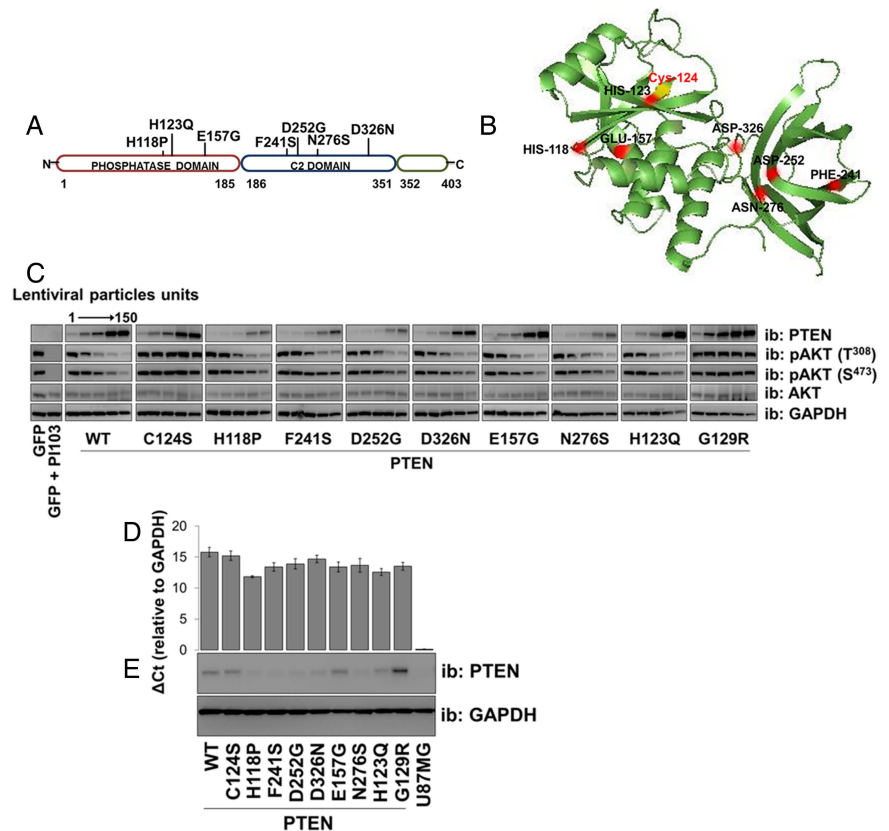 A
H123Q
H118P
E157G
F241S
D252G
N276S
D326N
N
PHOSPHATASE DOMAIN
C2 DOMAIN
C
1
185
186
351
352
403
B
Cys-124
HIS-123
HIS-118
GLU-157
ASP-326
ASP-252
PHE-241
ASN-276
C
Lentiviral particles units
1
150
ib: PTEN
ib: pAKT (T308)
ib: pAKT (S473)
ib: AKT
ib: GAPDH
GFP
GFP + PI103
WT
C124S
H118P
F241S
D252G
D326N
E157G
N276S
H123Q
G129R
PTEN
D
ΔCt (relative to GAPDH)
20
15
10
5
0
E
ib: PTEN
ib: GAPDH
WT
C124S
H118P
F241S
D252G
D326N
E157G
N276S
H123Q
G129R
U87MG
PTEN